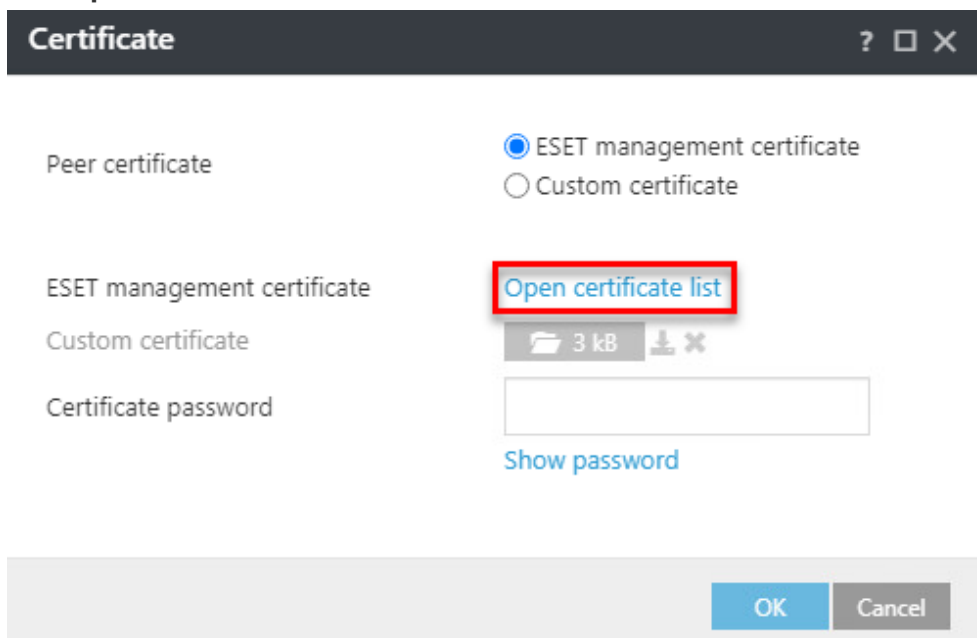 Certificate ?
Peer certificate
ESET management certificate
Custom certificate
ESET management certificate Open certificate list
Custom certificate 3 kB
Certificate password
Show password
OK Cancel